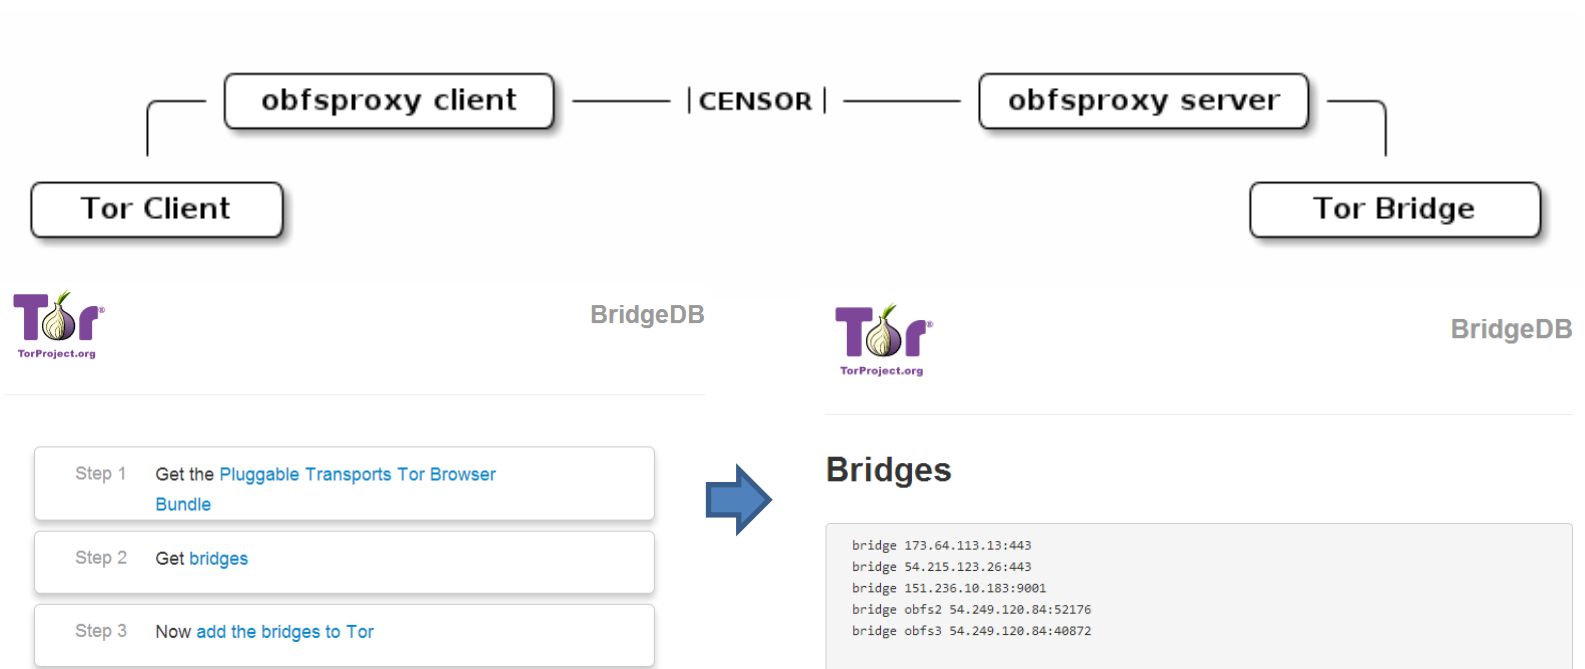 obfsproxy client
|CENSOR|
obfsproxy server
Tor Client
Tor Bridge
Tor®
TorProject.org
BridgeDB
Step 1 Get the Pluggable Transports Tor Browser
Bundle
Step 2 Get bridges
Step 3 Now add the bridges to Tor
Tor®
TorProject.org
BridgeDB
Bridges
bridge 173.64.113.13:443
bridge 54.215.123.26:443
bridge 151.236.10.183:9001
bridge obfs2 54.249.120.84:52176
bridge obfs3 54.249.120.84:40872